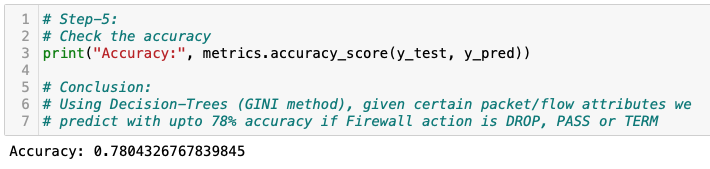 1 # Step-5:
2 # Check the accuracy
3 print("Accuracy:", metrics.accuracy_score(y_test, y_pred))
4
5 # Conclusion:
6 # Using Decision-Trees (GINI method), given certain packet/flow attributes we
7 # predict with upto 78% accuracy if Firewall action is DROP, PASS or TERM
Accuracy: 0.7804326767839845